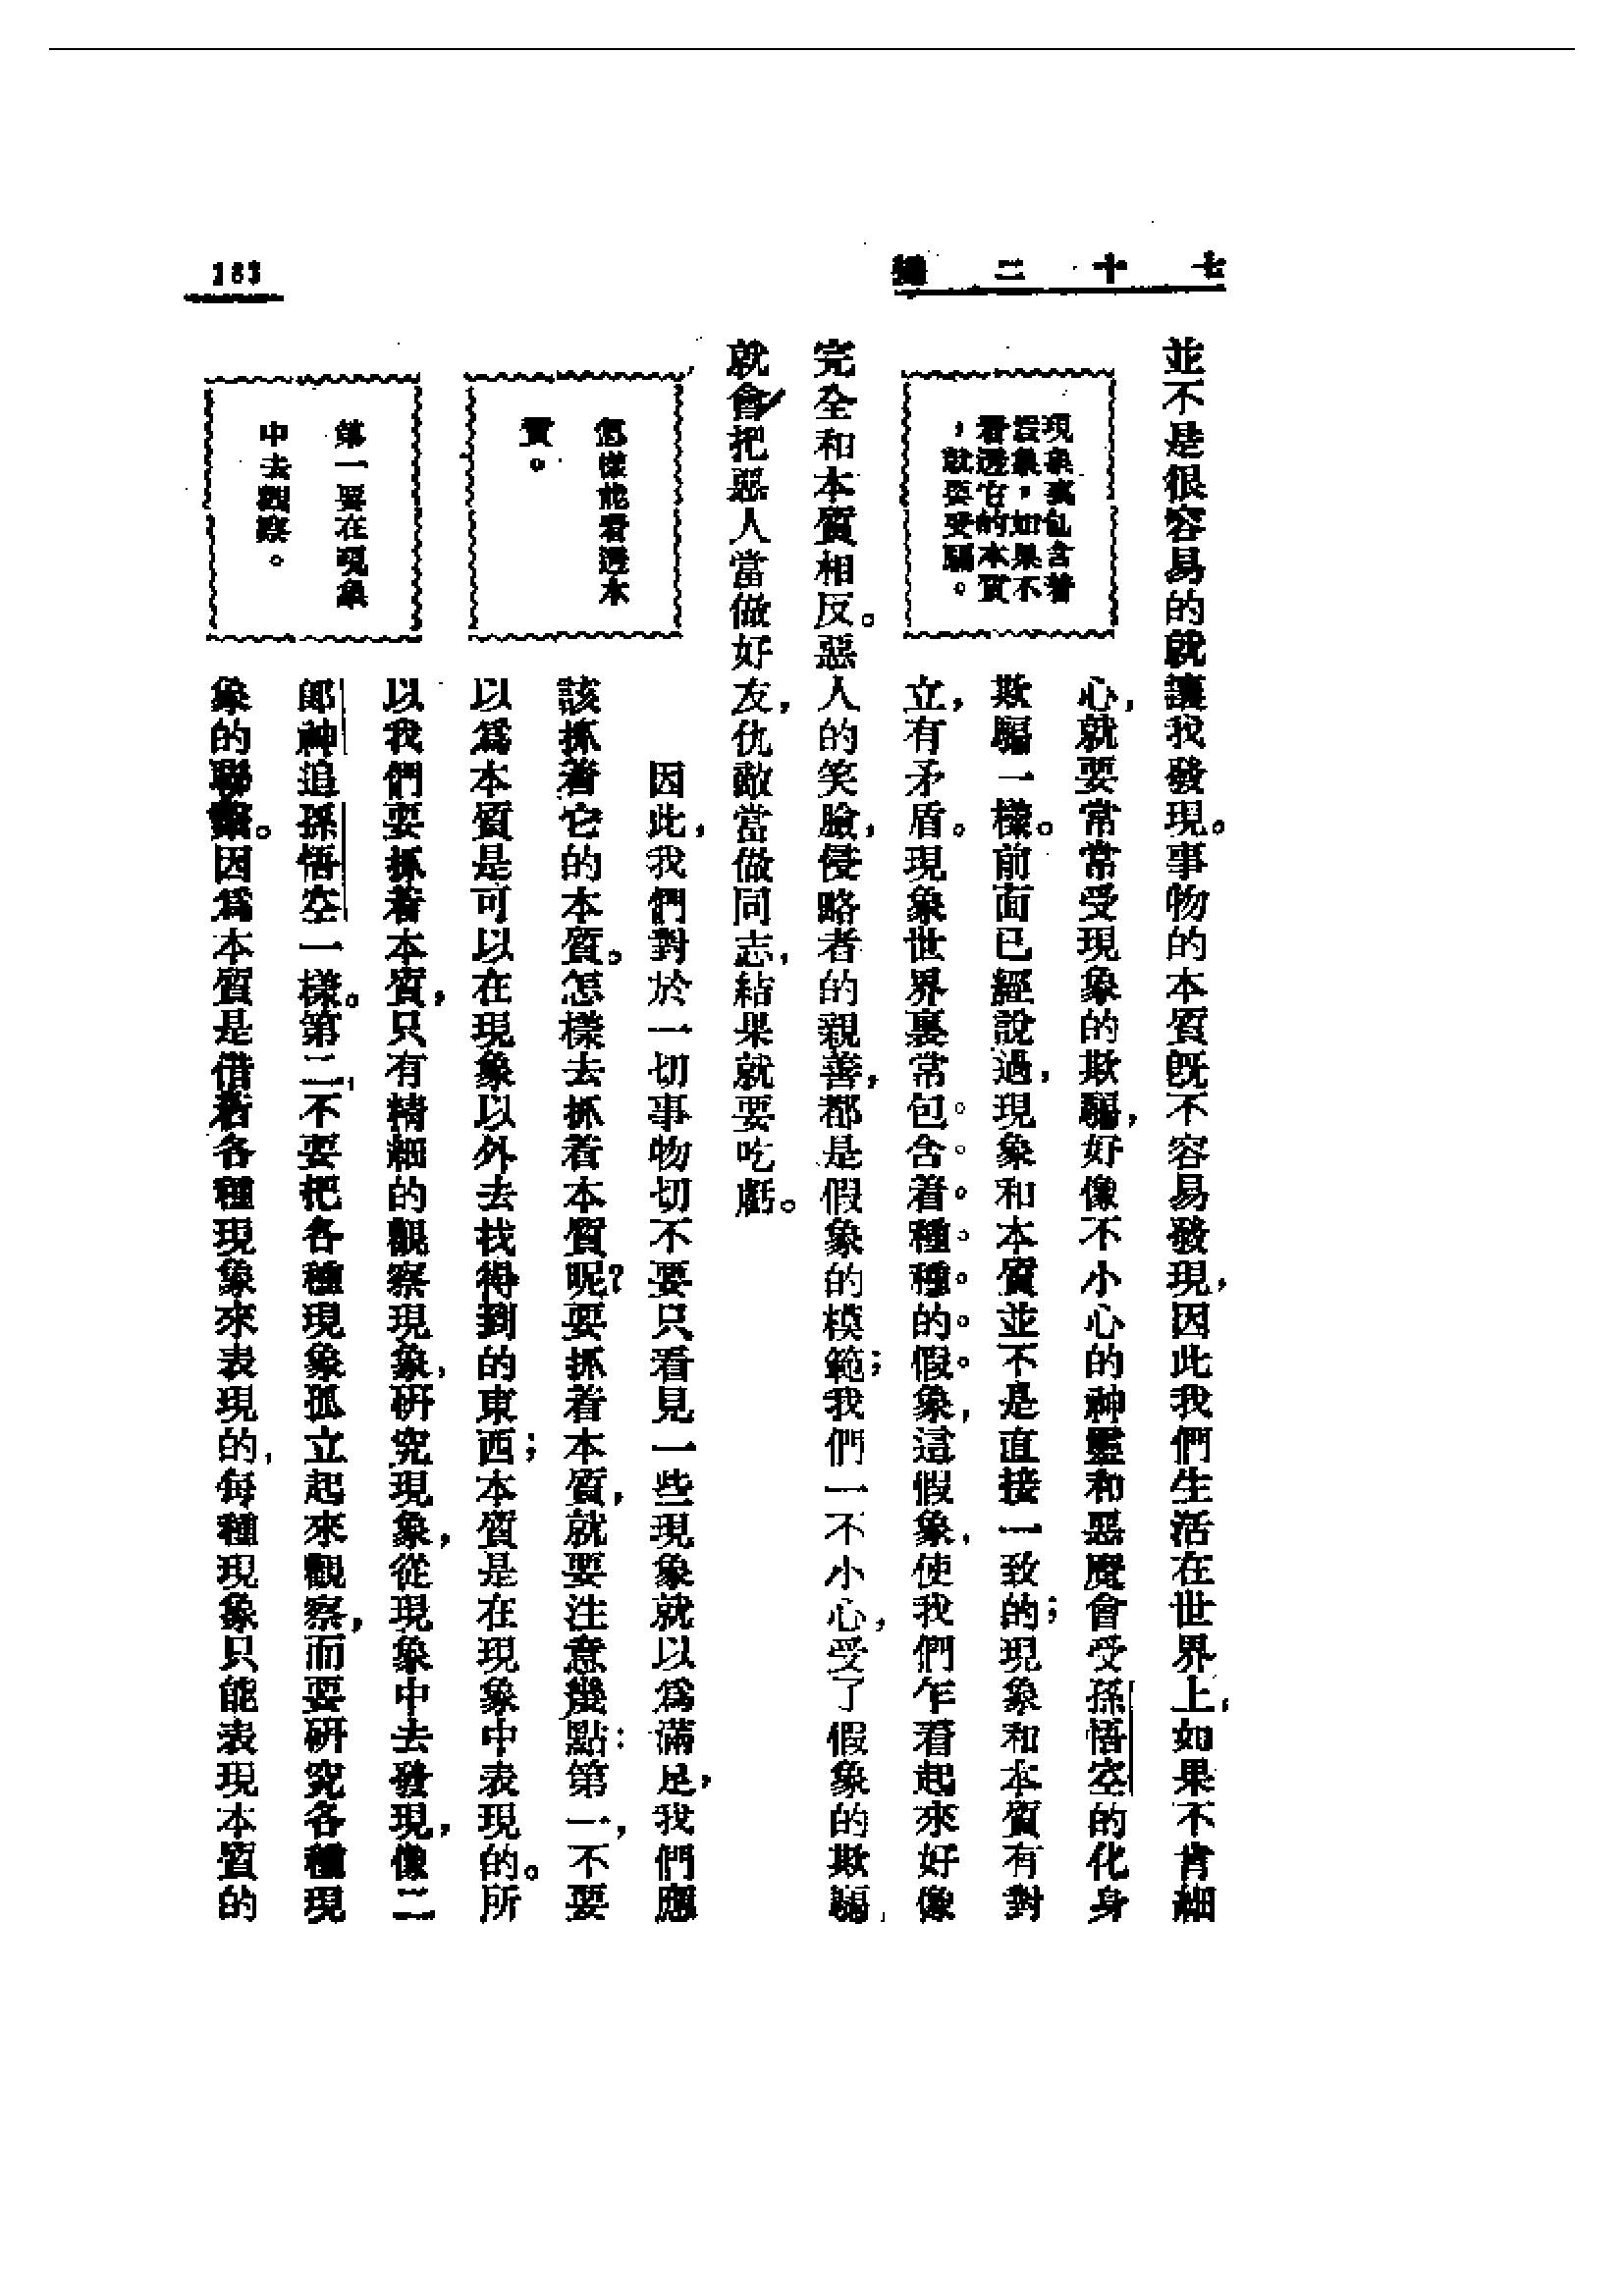 七十二變
183
並不是很容易的就讓我發現。事物的本質既不容易發現，因此我們生活在世界上，如果不肯細
心，就要常常受現象的欺騙，好像不小心的神聖和惡魔會受孫悟空的化身
欺騙一樣。前面已經說過，現象和本質並不是直接一致的；現象和本質有對
立，有矛盾。現象世界裏常包含着種種的假象，這假象，使我們乍看起來好像
現象裏包含着
假象，如果不
看透它的本質
，就要受騙。
完全和本質相反。惡人的笑臉，侵略者的親善，都是假象的模範；我們一不小心，受了假象的欺騙，
就會把惡人當做好友，仇敵當做同志，結果就要吃虧。
因此，我們對於一切事物切不要只看見一些現象就以爲滿足，我們應
該抓着它的本質。怎樣去抓着本質呢？要抓着本質，就要注意幾點：第一，不要
以爲本質是可以在現象以外去找得到的東西；本質是在現象中表現的。所
怎樣能看透本
質。
以我們要抓着本質，只有精細的觀察現象，研究現象，從現象中去發現，像二
郎神追孫悟空一樣。第二，不要把各種現象孤立起來觀察，而要研究各種現
象的聯繫。因爲本質是借着各種現象來表現的，每種現象只能表現本質的
第一要在現象
中去觀察。